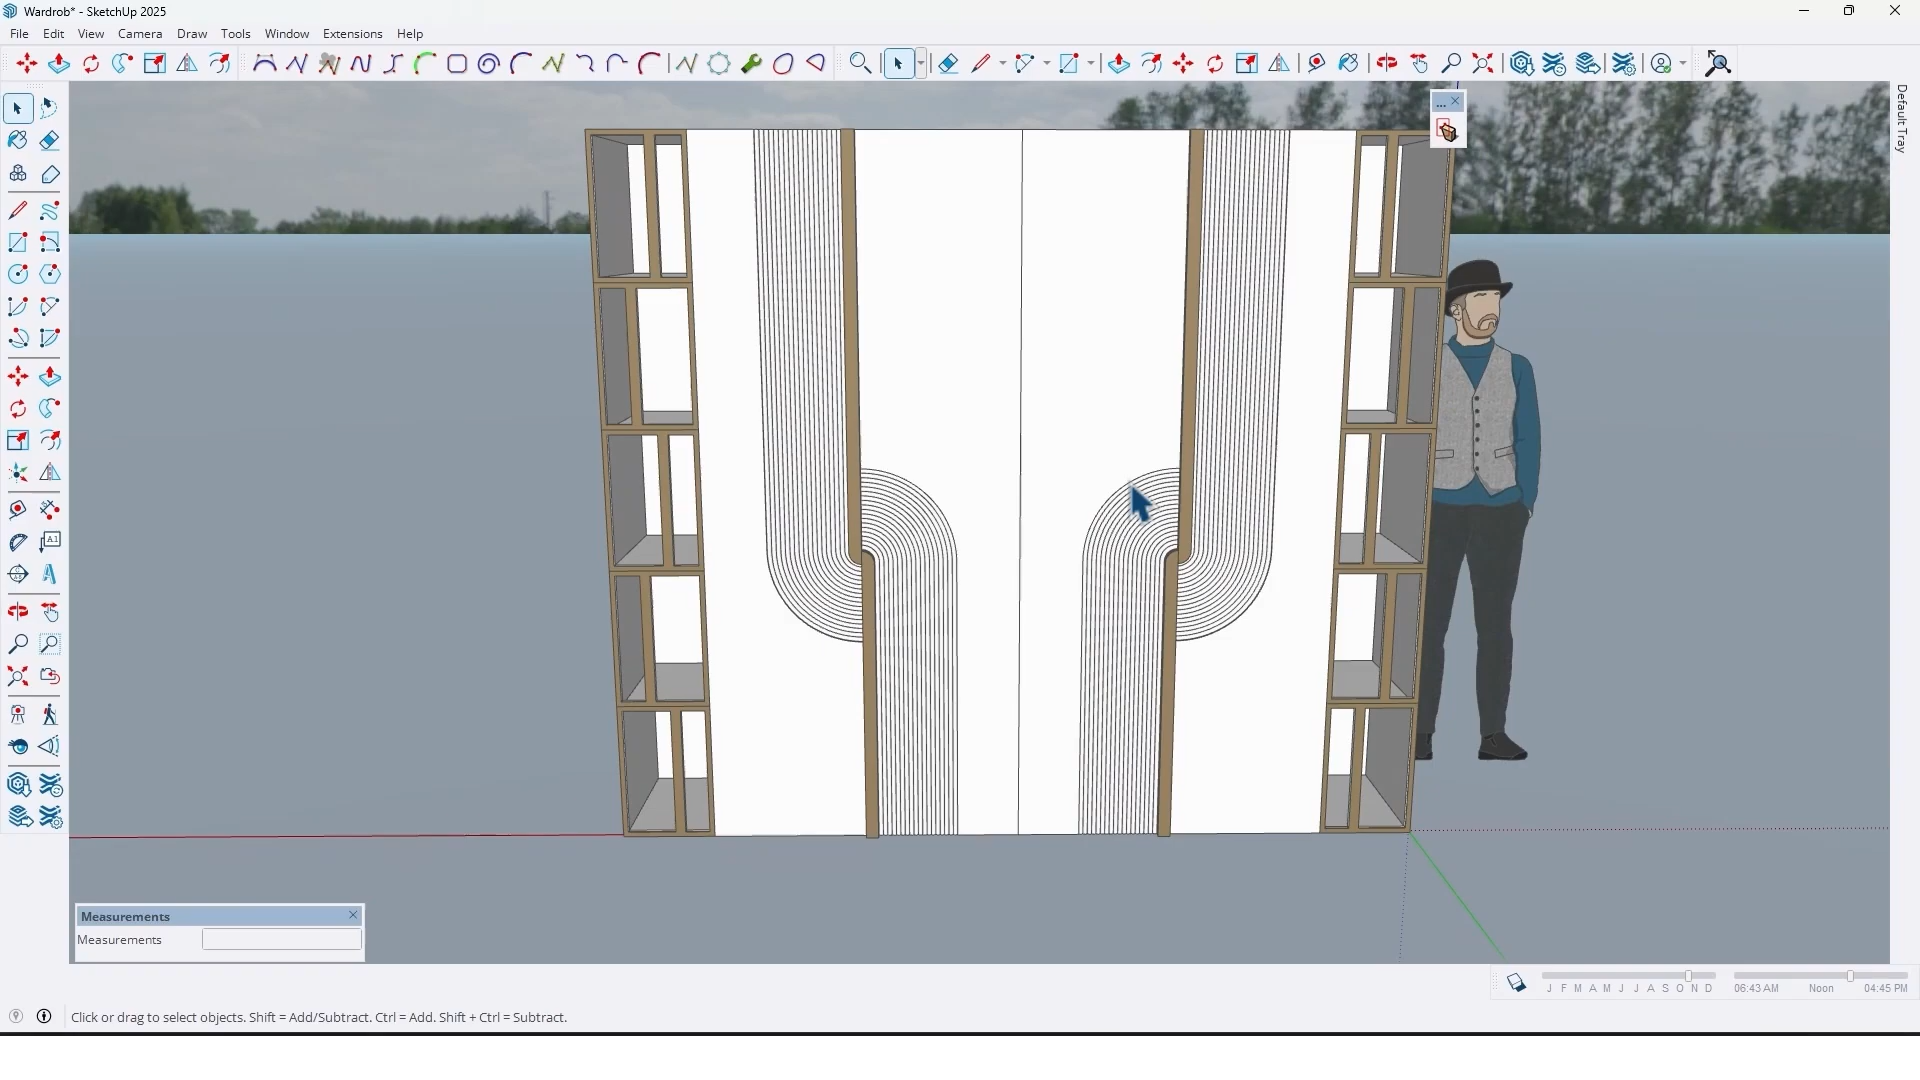 Wardrob* - SketchUp 2025
File Edit View Camera Draw Tools Window Extensions Help
...
Default Tray
A1
Measurements
Measurements
J F M A M J J A S O N D
06:43 AM Noon 04:45 PM
Click or drag to select objects. Shift = Add/Subtract. Ctrl = Add. Shift + Ctrl = Subtract.